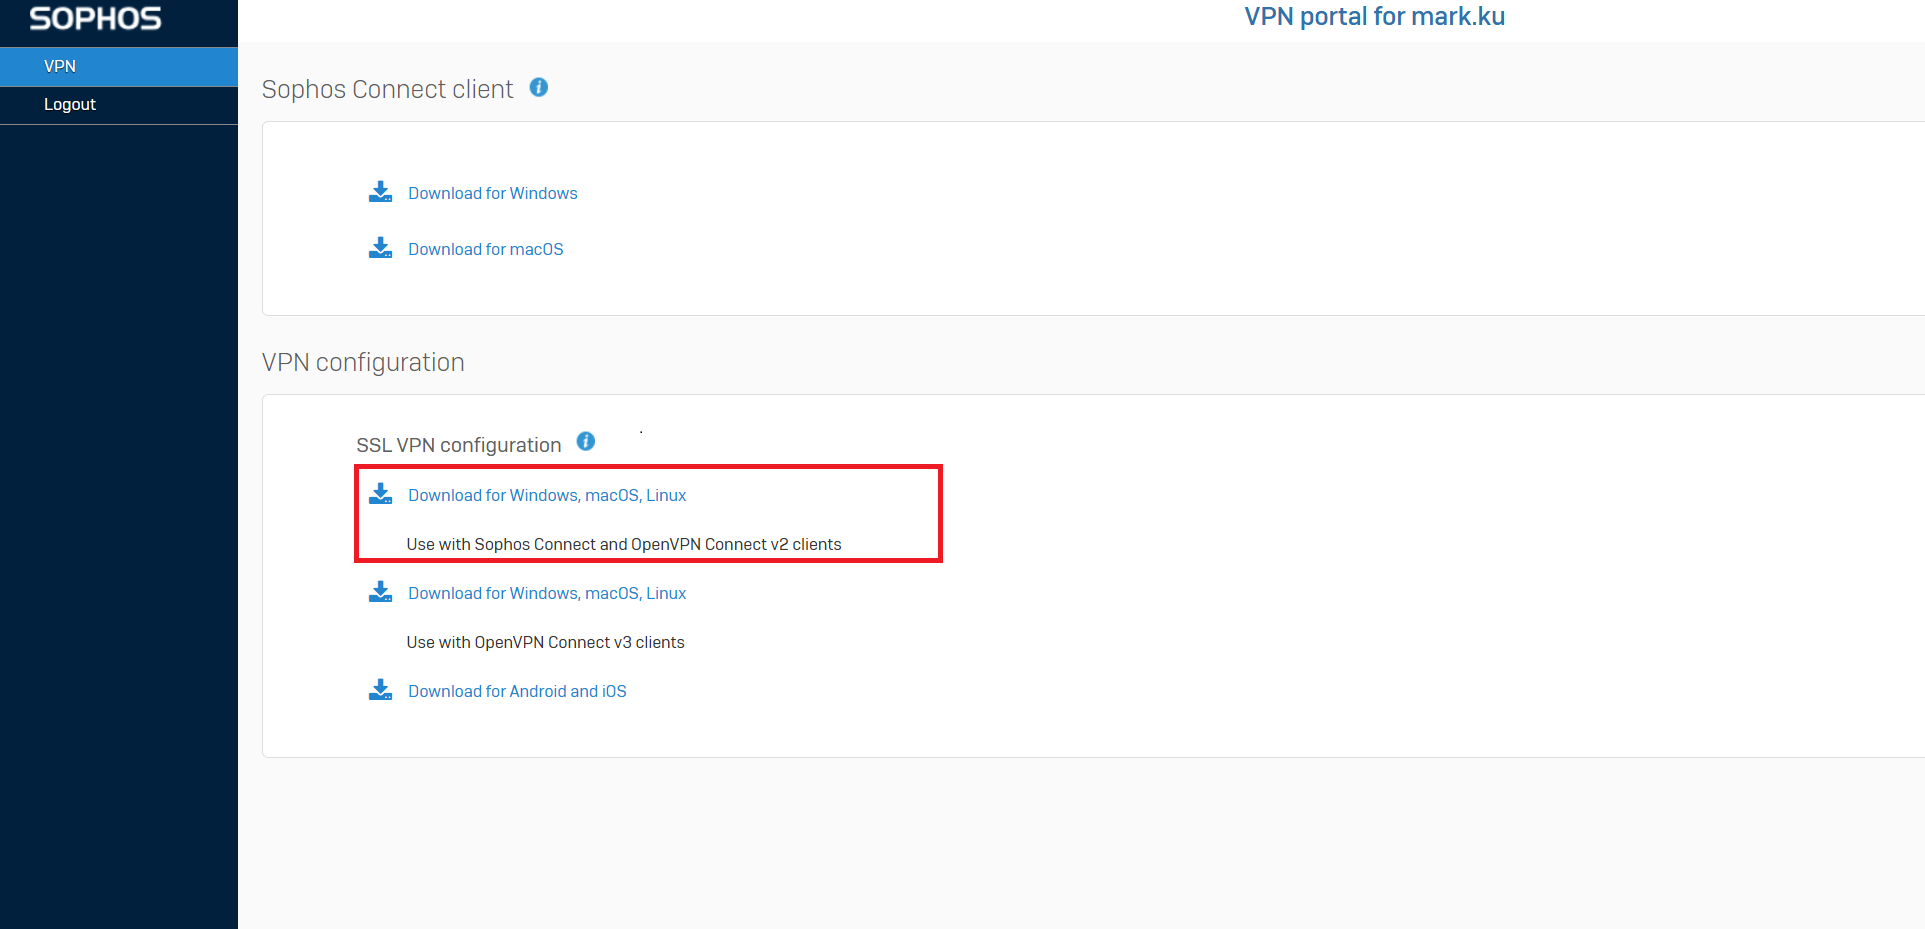 SOPHOS
VPN portal for mark.ku
VPN
Logout
Sophos Connect client
Download for Windows
Download for macOS
VPN configuration
SSL VPN configuration
Download for Windows, macOS, Linux
Use with Sophos Connect and OpenVPN Connect v2 clients
Download for Windows, macOS, Linux
Use with OpenVPN Connect v3 clients
Download for Android and iOS